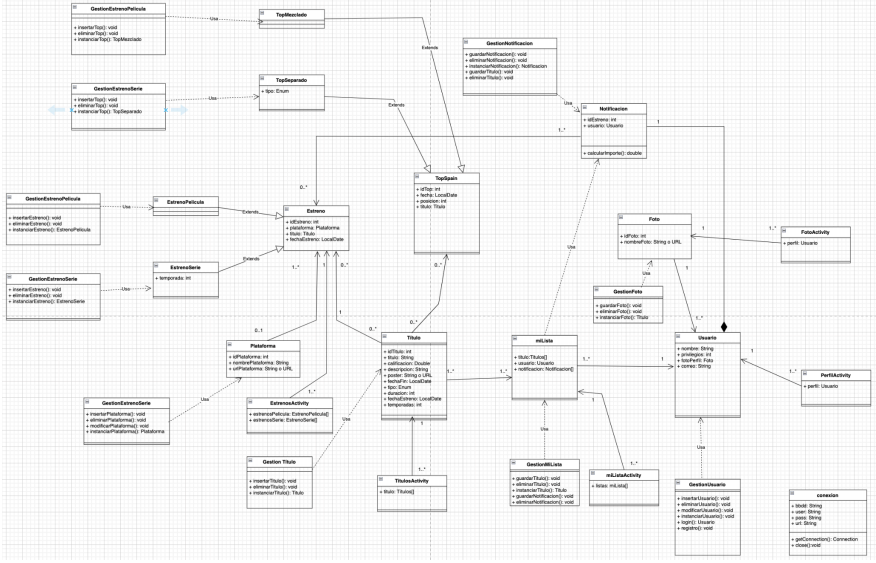 GestionEstrenoPelicula
+ insertarTop(): void
+ eliminarTop(): void
+ instanciarTop(): TopMezclado
Usa
TopMezclado
Extends
GestionEstrenoSerie
+ insertarTop(): void
+ eliminarTop(): void
+ instanciarTop(): TopSeparado
Usa
TopSeparado
+ tipo: Enum
Extends
GestionNotificacion
+ guardarNotificacion(): void
+ eliminarNotificacion(): void
+ instanciarNotificacion(): Notificacion
+ guardarTitulo(): void
+ eliminarTitulo(): void
Usa
Notificacion
+ idEstreno: int
+ usuario: Usuario
+ calcularImporte(): double
1..*
1
TopSpain
+ idTop: int
+ fecha: LocalDate
+ posicion: int
+ titulo: Titulo
0..*
0..*
GestionEstrenoPelicula
+ insertarEstreno(): void
+ eliminarEstreno(): void
+ instanciarEstreno(): EstrenoPelicula
Usa
EstrenoPelicula
Extends
Estreno
+ idEstreno: int
+ plataforma: Plataforma
+ titulo: Titulo
+ fechaEstreno: LocalDate
1..*
1
0..*
GestionEstrenoSerie
+ insertarEstreno(): void
+ eliminarEstreno(): void
+ instanciarEstreno(): EstrenoSerie
Usa
EstrenoSerie
+ temporada: int
Extends
Usa
Foto
+ idFoto: int
+ nombreFoto: String o URL
1
1..*
FotoActivity
+ perfil: Usuario
Usa
1
GestionFoto
+ guardarFoto(): void
+ eliminarFoto(): void
+ instanciarFoto(): Titulo
1..*
1
0..1
Plataforma
+ idPlataforma: int
+ nombrePlataforma: String
+ urlPlataforma: String o URL
1
0..*
0..*
Titulo
+ idTitulo: int
+ titulo: String
+ calificacion: Double
+ descripcion: String
+ poster: String o URL
+ fechaFin: LocalDate
+ tipo: Enum
+ duracion: int
+ fechaEstreno: LocalDate
+ temporadas: int
1..*
1..*
miLista
+ titulo:Titulos[]
+ usuario: Usuario
+ notificacion: Notificacion[]
1
1
Usuario
+ nombre: String
+ privilegios: int
+ fotoPerfil: Foto
+ correo: String
1
1..*
PerfilActivity
+ perfil: Usuario
GestionEstrenoSerie
+ insertarPlataforma(): void
+ eliminarPlataforma(): void
+ modificarPlataforma(): void
+ instanciarPlataforma(): Plataforma
Usa
1..*
EstrenosActivity
+ estrenosPelicula: EstrenoPelicula[]
+ estrenosSeria: EstrenoSerie[]
Usa
1
1
Usa
Usa
Gestion Titulo
+ insertarTitulo(): void
+ eliminarTitulo(): void
+ instanciarTitulo(): Titulo
1..*
TitulosActivity
+ titulo: Titulos[]
GestionMiLista
+ guardarTitulo(): void
+ eliminarTitulo(): void
+ instanciarTitulo(): Titulo
+ guardarNotificacion(): void
+ eliminarNotificacion(): void
1..*
miListaActivity
+ listas: miLista[]
GestionUsuario
+ insertarUsuario(): void
+ eliminarUsuario(): void
+ modificarUsuario(): void
+ instanciarUsuario(): void
+ login(): Usuario
+ registro(): void
conexion
+ bbdd: String
+ user: String
+ pass: String
+ url: String
+ getConnection(): Connection
+ close():void